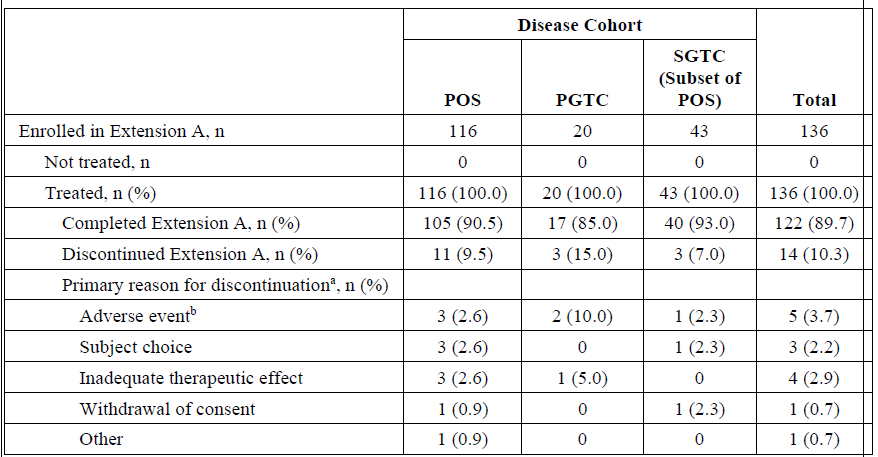 Disease Cohort
POS PGTC SGTC (Subset of POS) Total
Enrolled in Extension A, n 116 20 43 136
Not treated, n 0 0 0 0
Treated, n (%) 116 (100.0) 20 (100.0) 43 (100.0) 136 (100.0)
Completed Extension A, n (%) 105 (90.5) 17 (85.0) 40 (93.0) 122 (89.7)
Discontinued Extension A, n (%) 11 (9.5) 3 (15.0) 3 (7.0) 14 (10.3)
Primary reason for discontinuationᵃ, n (%)
Adverse eventᵇ 3 (2.6) 2 (10.0) 1 (2.3) 5 (3.7)
Subject choice 3 (2.6) 0 1 (2.3) 3 (2.2)
Inadequate therapeutic effect 3 (2.6) 1 (5.0) 0 4 (2.9)
Withdrawal of consent 1 (0.9) 0 1 (2.3) 1 (0.7)
Other 1 (0.9) 0 0 1 (0.7)